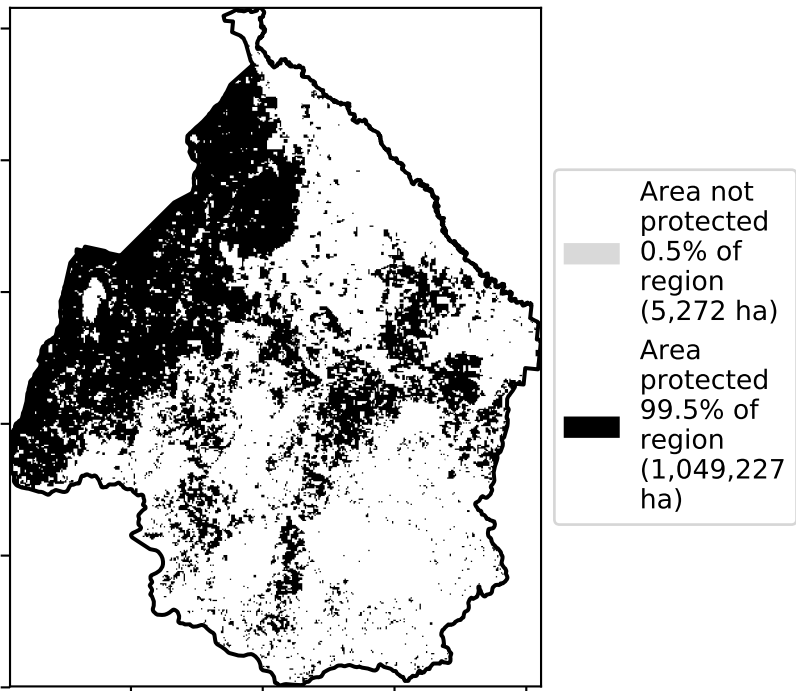 Area not
protected
0.5% of
region
(5,272 ha)
Area
protected
99.5% of
region
(1,049,227
ha)